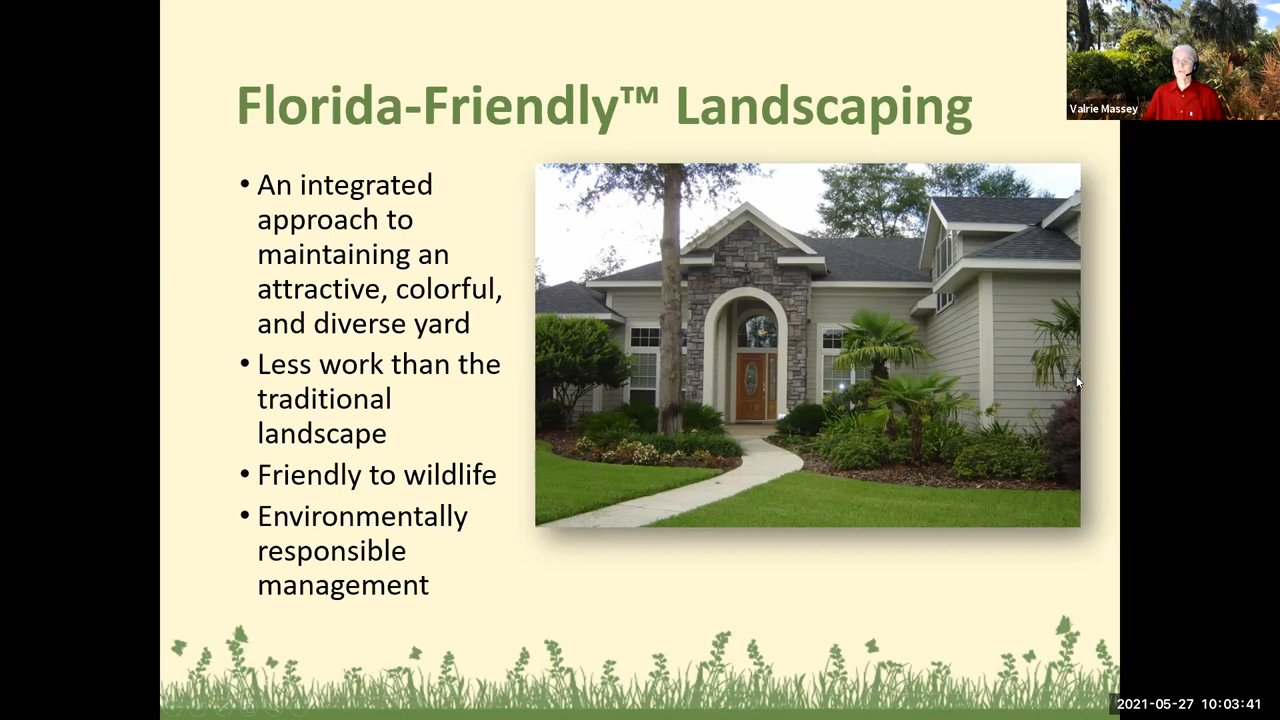 Florida-Friendly™ Landscaping
Valrie Massey
• An integrated
approach to
maintaining an
attractive, colorful,
and diverse yard
• Less work than the
traditional
landscape
• Friendly to wildlife
• Environmentally
responsible
management
2021-05-27 10:03:41